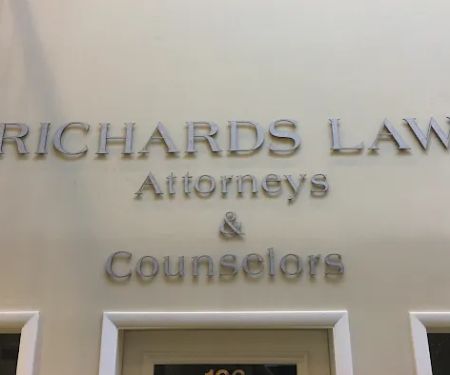 RICHARDS LAW
Attorneys
&
Counselors